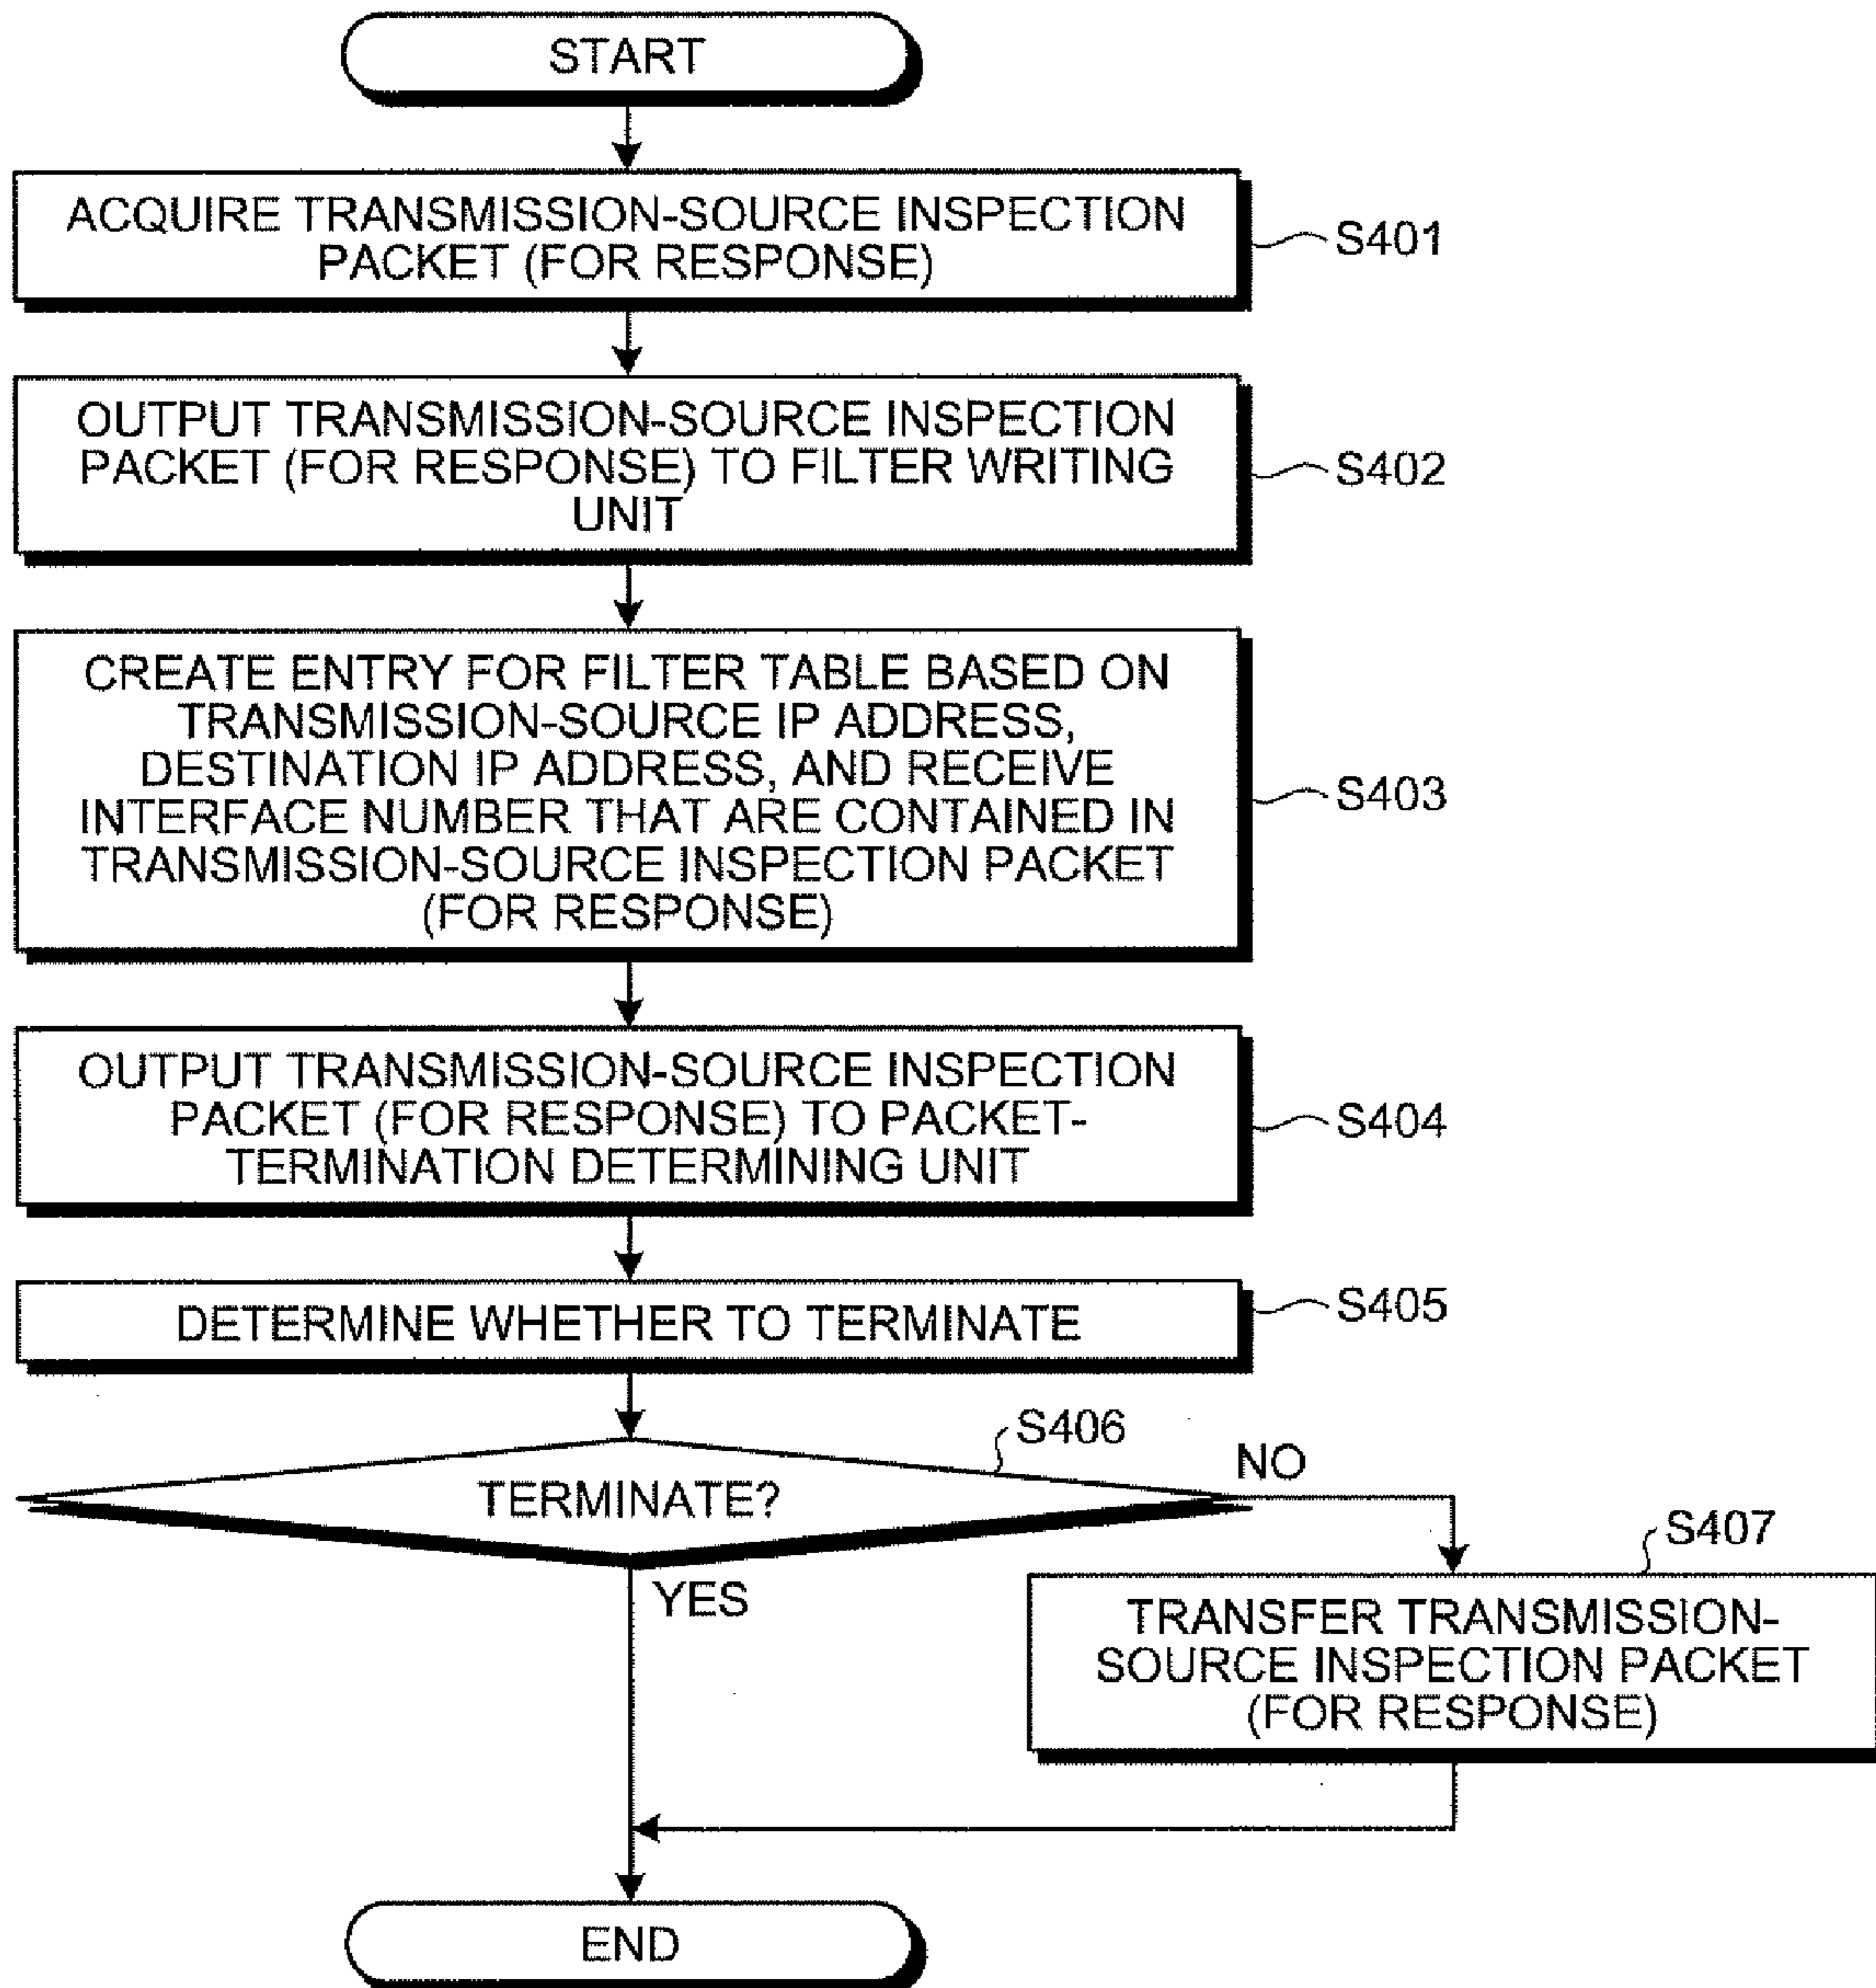 START
ACQUIRE TRANSMISSION-SOURCE INSPECTION
PACKET (FOR RESPONSE)
S401
OUTPUT TRANSMISSION-SOURCE INSPECTION
PACKET (FOR RESPONSE) TO FILTER WRITING
UNIT
S402
CREATE ENTRY FOR FILTER TABLE BASED ON
TRANSMISSION-SOURCE IP ADDRESS,
DESTINATION IP ADDRESS, AND RECEIVE
INTERFACE NUMBER THAT ARE CONTAINED IN
TRANSMISSION-SOURCE INSPECTION PACKET
(FOR RESPONSE)
S403
OUTPUT TRANSMISSION-SOURCE INSPECTION
PACKET (FOR RESPONSE) TO PACKET-
TERMINATION DETERMINING UNIT
S404
DETERMINE WHETHER TO TERMINATE
S405
S406
TERMINATE?
NO
YES
S407
TRANSFER TRANSMISSION-
SOURCE INSPECTION PACKET
(FOR RESPONSE)
END